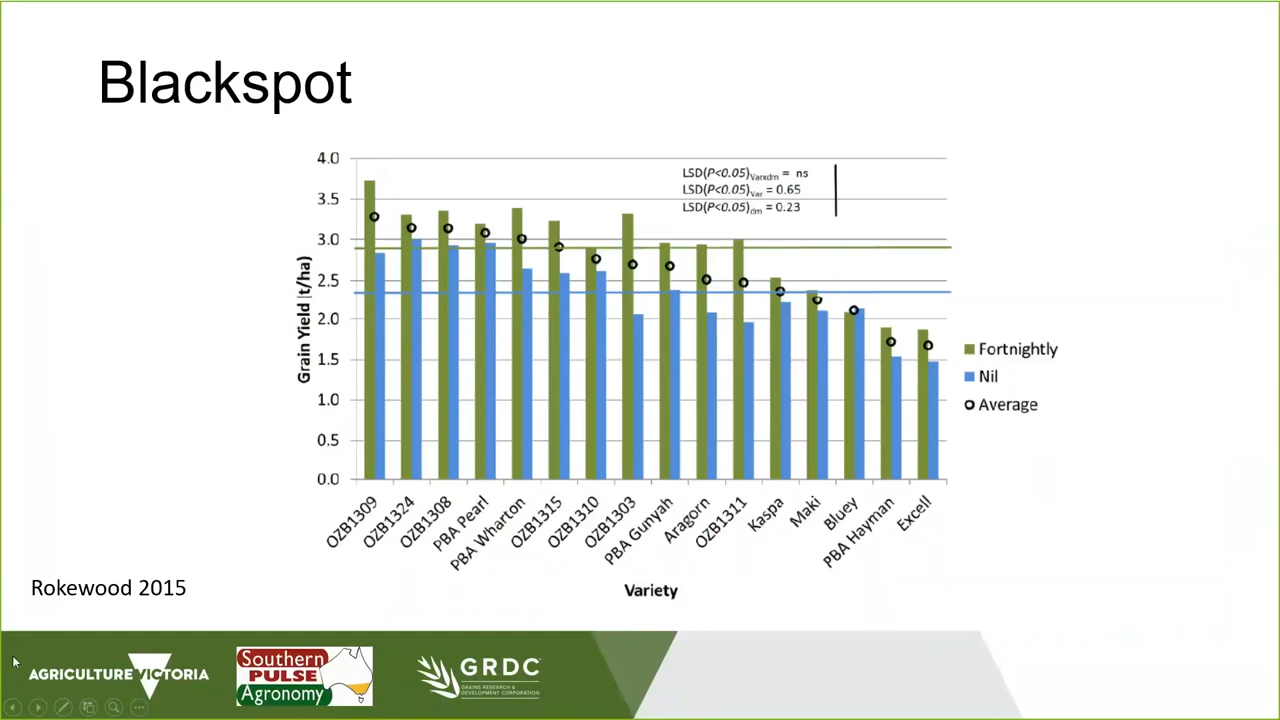 Blackspot
4.0
3.5
3.0
2.5
2.0
1.5
1.0
0.5
0.0
Grain Yield (t/ha)
LSD(P<0.05)Varxdm = ns
LSD(P<0.05)Var = 0.65
LSD(P<0.05)dm = 0.23
Fortnightly
Nil
Average
OZB1309
OZB1324
OZB1308
PBA Pearl
PBA Wharton
OZB1315
OZB1310
OZB1303
PBA Gunyah
Aragorn
OZB1311
Kaspa
Maki
Bluey
PBA Hayman
Excell
Variety
Rokewood 2015
AGRICULTURE VICTORIA
Southern
PULSE
Agronomy
GRDC
GRAINS RESEARCH &
DEVELOPMENT CORPORATION